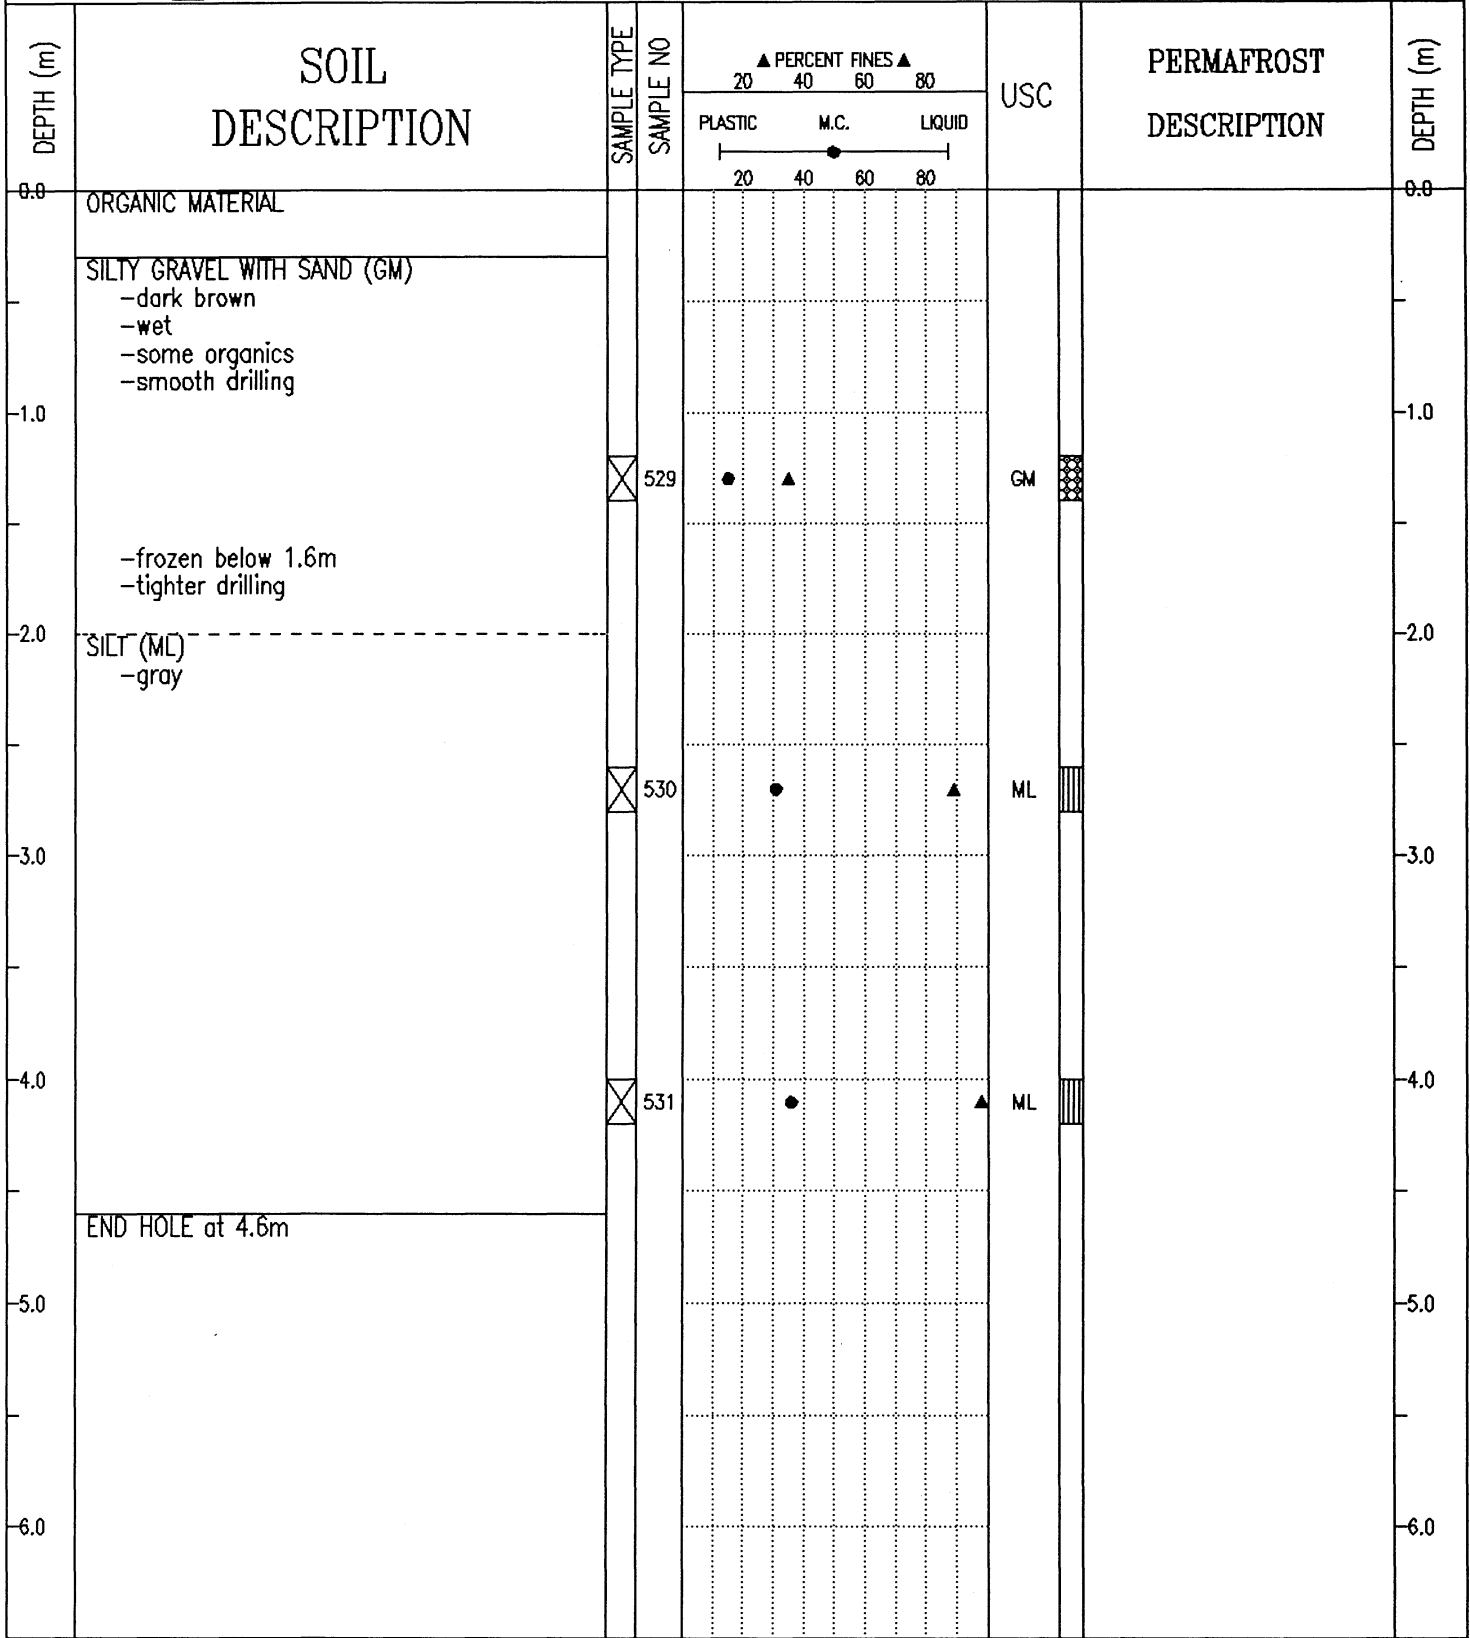 DEPTH (m)
SOIL
DESCRIPTION
SAMPLE TYPE
SAMPLE NO
▲ PERCENT FINES ▲
20 40 60 80
PLASTIC M.C. LIQUID
20 40 60 80
USC
PERMAFROST
DESCRIPTION
DEPTH (m)
0.0 0.0
ORGANIC MATERIAL
SILTY GRAVEL WITH SAND (GM)
-dark brown
-wet
-some organics
-smooth drilling
1.0 1.0
529 GM
-frozen below 1.6m
-tighter drilling
2.0 2.0
SILT (ML)
-gray
530 ML
3.0 3.0
4.0 4.0
531 ML
END HOLE at 4.6m
5.0 5.0
6.0 6.0